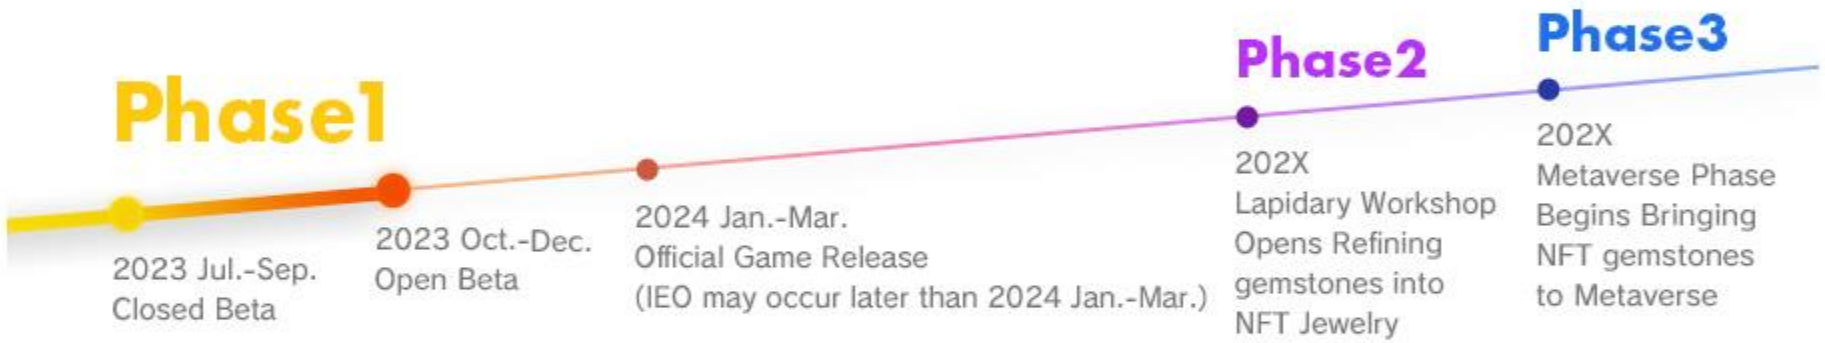 Phase1
2023 Jul.-Sep.
Closed Beta
2023 Oct.-Dec.
Open Beta
2024 Jan.-Mar.
Official Game Release
(IEO may occur later than 2024 Jan.-Mar.)
Phase2
202X
Lapidary Workshop
Opens Refining
gemstones into
NFT Jewelry
Phase3
202X
Metaverse Phase
Begins Bringing
NFT gemstones
to Metaverse